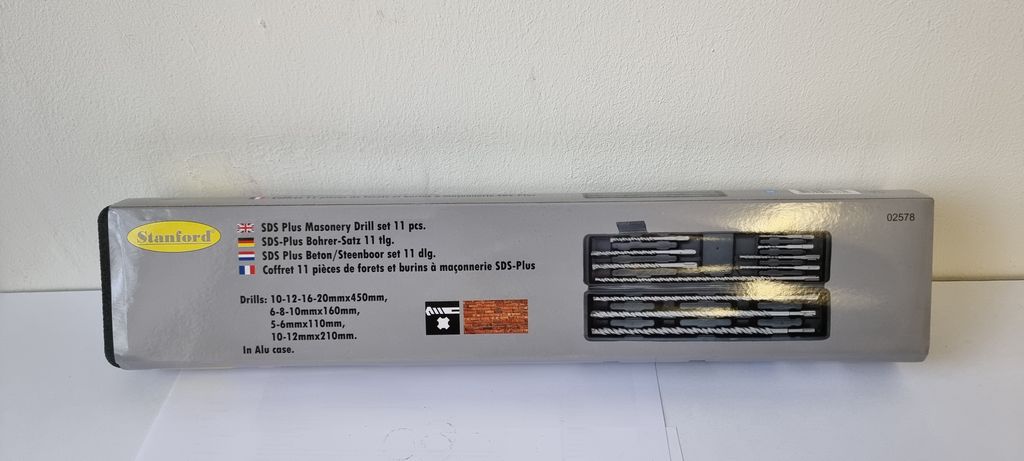 Stanford
SDS Plus Masonery Drill set 11 pcs.
SDS-Plus Bohrer-Satz 11 tlg.
SDS Plus Beton/Steenboor set 11 dlg.
Coffret 11 pièces de forets et burins à maçonnerie SDS-Plus
Drills: 10-12-16-20mmx450mm,
6-8-10mmx160mm,
5-6mmx110mm,
10-12mmx210mm.
In Alu case.
02578